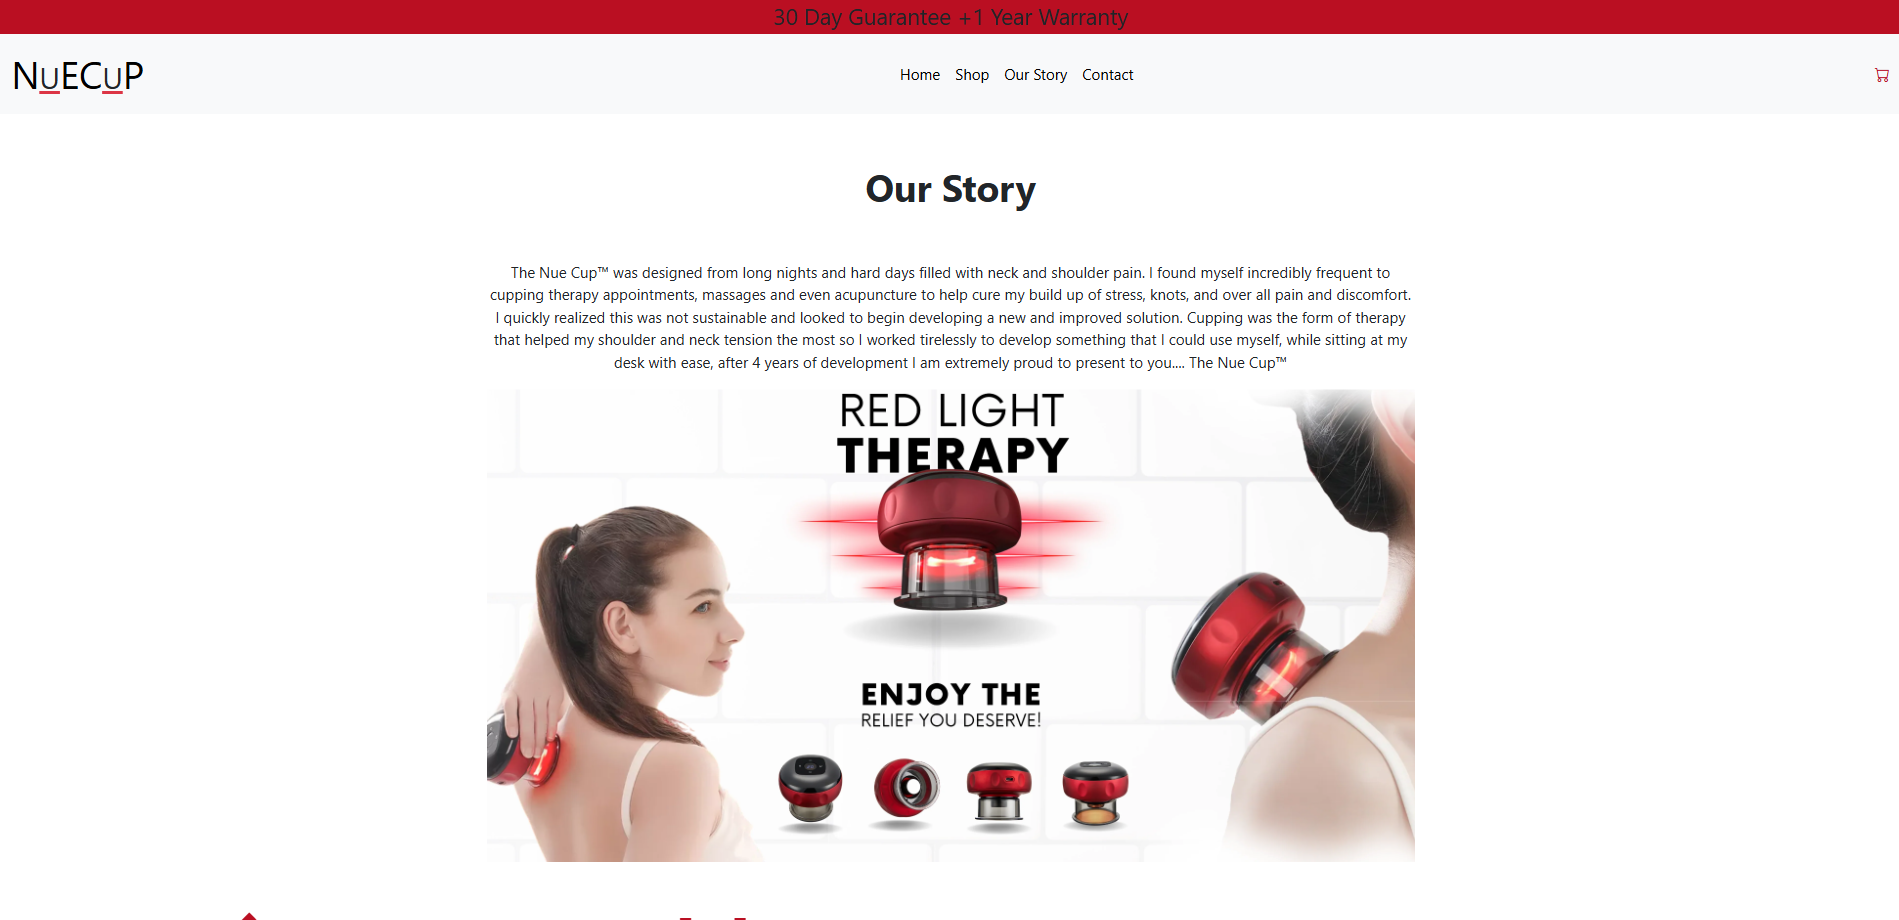 30 Day Guarantee +1 Year Warranty
NuECuP
Home Shop Our Story Contact
Our Story
The Nue Cup™ was designed from long nights and hard days filled with neck and shoulder pain. I found myself incredibly frequent to
cupping therapy appointments, massages and even acupuncture to help cure my build up of stress, knots, and over all pain and discomfort.
I quickly realized this was not sustainable and looked to begin developing a new and improved solution. Cupping was the form of therapy
that helped my shoulder and neck tension the most so I worked tirelessly to develop something that I could use myself, while sitting at my
desk with ease, after 4 years of development I am extremely proud to present to you.... The Nue Cup™
RED LIGHT
THERAPY
ENJOY THE
RELIEF YOU DESERVE!